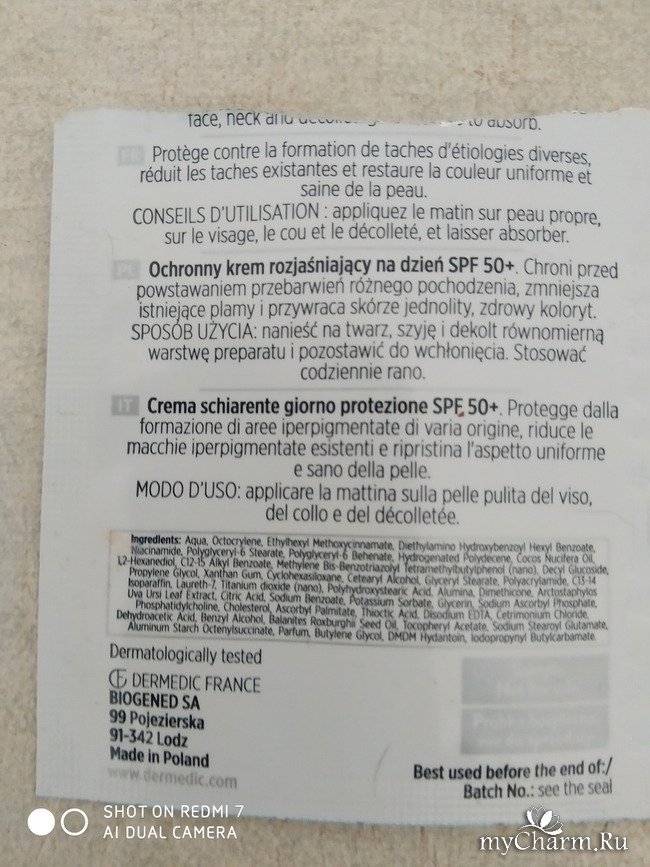 face, neck and to absorb.
FR Protège contre la formation de taches d'étiologies diverses,
réduit les taches existantes et restaure la couleur uniforme et
saine de la peau.
CONSEILS D'UTILISATION : appliquez le matin sur peau propre,
sur le visage, le cou et le décolleté, et laisser absorber.
PL Ochronny krem rozjaśniający na dzień SPF 50+. Chroni przed
powstawaniem przebarwień różnego pochodzenia, zmniejsza
istniejące plamy i przywraca skórze jednolity, zdrowy koloryt.
SPOSÓB UŻYCIA: nanieść na twarz, szyję i dekolt równomierną
warstwę preparatu i pozostawić do wchłonięcia. Stosować
codziennie rano.
IT Crema schiarente giorno protezione SPF 50+. Protegge dalla
formazione di aree iperpigmentate di varia origine, riduce le
macchie iperpigmentate esistenti e ripristina l'aspetto uniforme
e sano della pelle.
MODO D'USO: applicare la mattina sulla pelle pulita del viso,
del collo e del décolletée.
Ingredients: Aqua, Octocrylene, Ethylhexyl Methoxycinnamate, Diethylamino Hydroxybenzoyl Hexyl Benzoate,
Niacinamide, Polyglyceryl-6 Stearate, Polyglyceryl-6 Behenate, Hydrogenated Polydecene, Cocos Nucifera Oil,
1,2-Hexanediol, C12-15 Alkyl Benzoate, Methylene Bis-Benzotriazolyl Tetramethylbutylphenol (nano), Decyl Glucoside,
Propylene Glycol, Xanthan Gum, Cyclohexasiloxane, Cetearyl Alcohol, Glyceryl Stearate, Polyacrylamide, C13-14
Isoparaffin, Laureth-7, Titanium dioxide (nano), Polyhydroxystearic Acid, Alumina, Dimethicone, Arctostaphylos
Uva Ursi Leaf Extract, Citric Acid, Sodium Benzoate, Potassium Sorbate, Glycerin, Sodium Ascorbyl Phosphate,
Phosphatidylcholine, Cholesterol, Ascorbyl Palmitate, Thioctic Acid, Disodium EDTA, Cetrimonium Chloride,
Dehydroacetic Acid, Benzyl Alcohol, Balanites Roxburghii Seed Oil, Tocopheryl Acetate, Sodium Stearoyl Glutamate,
Aluminum Starch Octenylsuccinate, Parfum, Butylene Glycol, DMDM Hydantoin, Iodopropynyl Butylcarbamate.
Dermatologically tested
DERMEDIC FRANCE
BIOGENED SA
99 Pojezierska
91-342 Lodz
Made in Poland
www.dermedic.com
Best used before the end of:/
Batch No.: see the seal
SHOT ON REDMI 7
AI DUAL CAMERA
myCharm.Ru